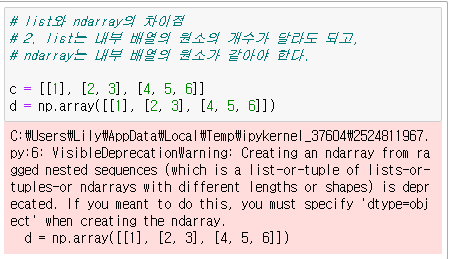 # list와 ndarray의 차이점
# 2. list는 내부 배열의 원소의 개수가 달라도 되고,
# ndarray는 내부 배열의 원소가 같아야 한다.
c = [[1], [2, 3], [4, 5, 6]]
d = np.array([[1], [2, 3], [4, 5, 6]])
C:₩Users₩Lily₩AppData₩Local₩Temp₩ipykernel_37604₩2524811967.
py:6: VisibleDeprecationWarning: Creating an ndarray from ra
gged nested sequences (which is a list-or-tuple of lists-or-
tuples-or ndarrays with different lengths or shapes) is depr
ecated. If you meant to do this, you must specify 'dtype=obj
ect' when creating the ndarray.
d = np.array([[1], [2, 3], [4, 5, 6]])